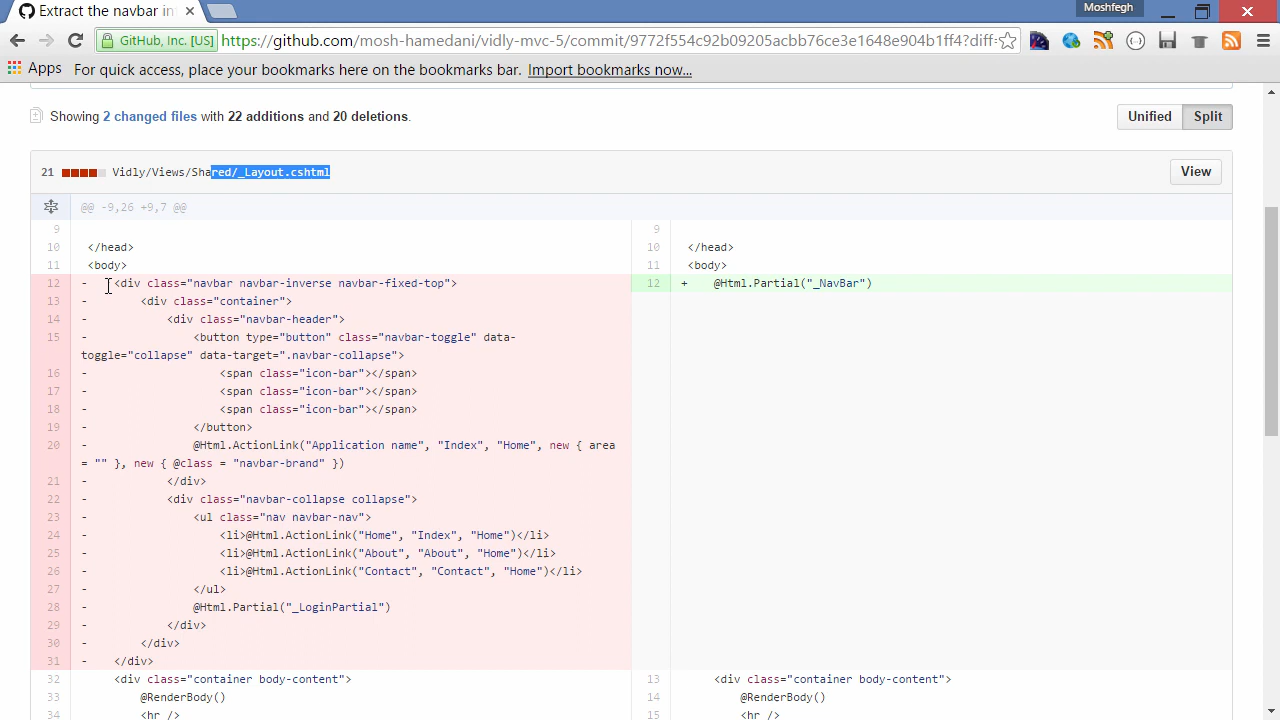 Extract the navbar int
Moshfegh
GitHub, Inc. [US]
https://github.com/mosh-hamedani/vidly-mvc-5/commit/9772f554c92b09205acbb76ce3e1648e904b1ff4?diff=
Apps
For quick access, place your bookmarks here on the bookmarks bar. Import bookmarks now...
Showing 2 changed files with 22 additions and 20 deletions.
Unified
Split
21
Vidly/Views/Shared/_Layout.cshtml
View
@@ -9,26 +9,7 @@
9
9
10 </head>
10 </head>
11 <body>
11 <body>
12 - <div class="navbar navbar-inverse navbar-fixed-top">
12 + @Html.Partial("_NavBar")
13 - <div class="container">
14 - <div class="navbar-header">
15 - <button type="button" class="navbar-toggle" data-
toggle="collapse" data-target=".navbar-collapse">
16 - <span class="icon-bar"></span>
17 - <span class="icon-bar"></span>
18 - <span class="icon-bar"></span>
19 - </button>
20 - @Html.ActionLink("Application name", "Index", "Home", new { area
= "" }, new { @class = "navbar-brand" })
21 - </div>
22 - <div class="navbar-collapse collapse">
23 - <ul class="nav navbar-nav">
24 - <li>@Html.ActionLink("Home", "Index", "Home")</li>
25 - <li>@Html.ActionLink("About", "About", "Home")</li>
26 - <li>@Html.ActionLink("Contact", "Contact", "Home")</li>
27 - </ul>
28 - @Html.Partial("_LoginPartial")
29 - </div>
30 - </div>
31 - </div>
32 <div class="container body-content">
13 <div class="container body-content">
33 @RenderBody()
14 @RenderBody()
34 <hr />
15 <hr />